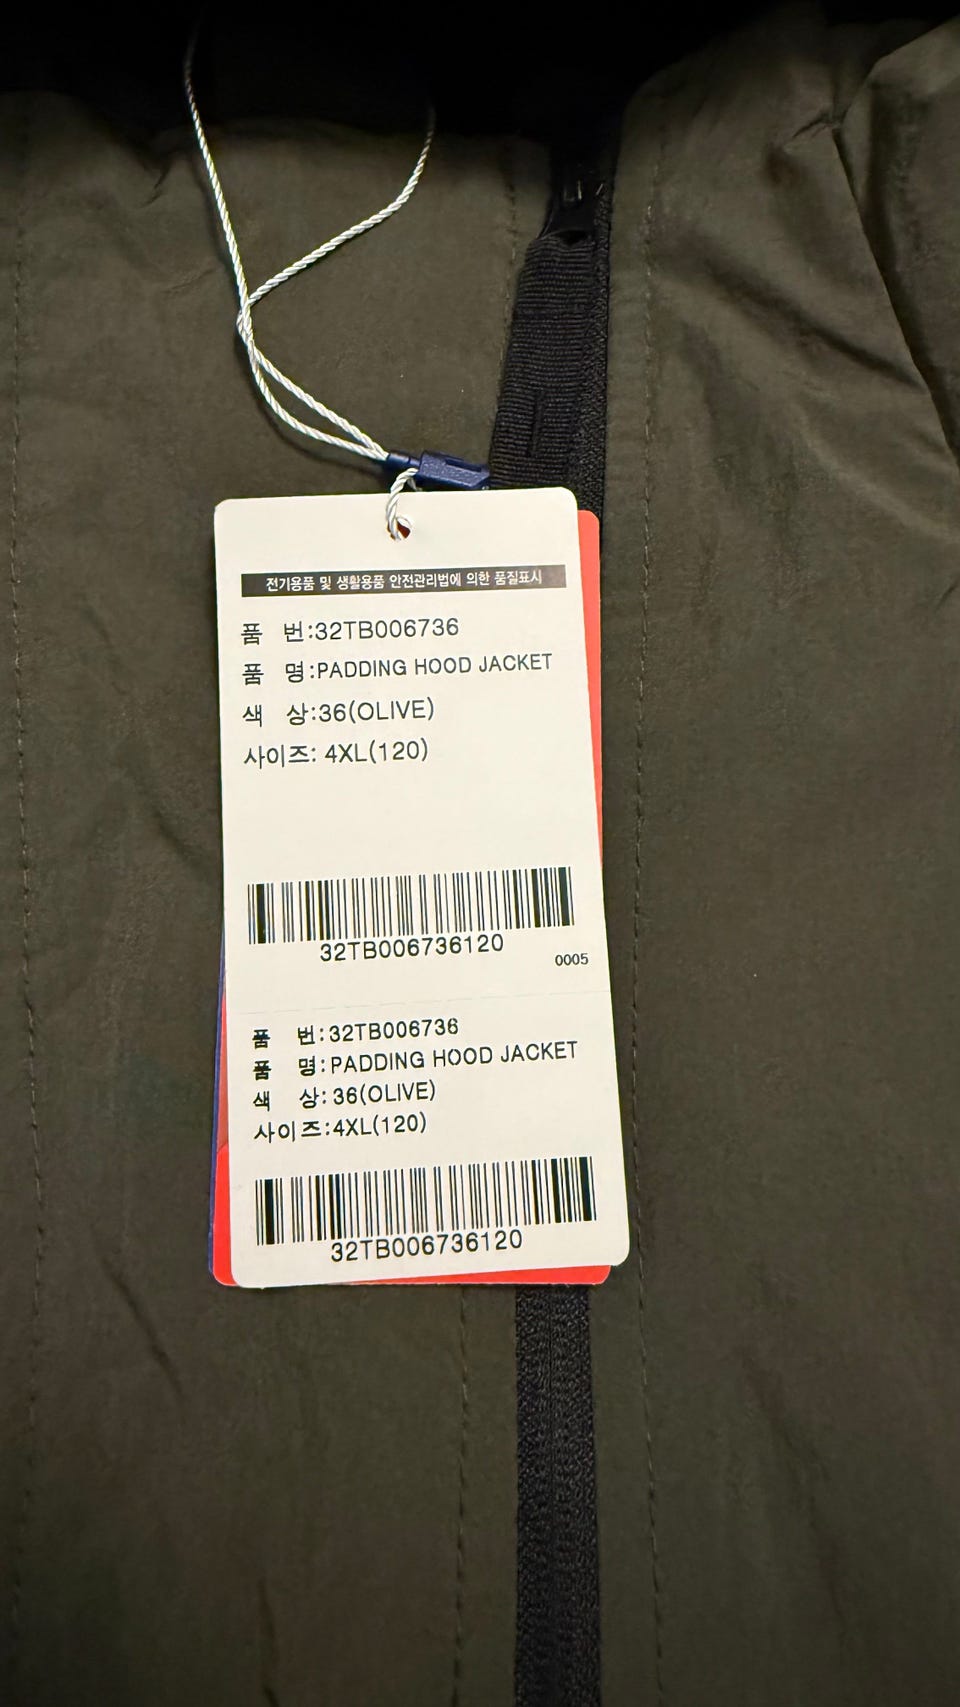 전기용품 및 생활용품 안전관리법에 의한 품질표시
품 번:32TB006736
품 명:PADDING HOOD JACKET
색 상:36(OLIVE)
사이즈: 4XL(120)
32TB006736120
0005
품 번:32TB006736
품 명:PADDING HOOD JACKET
색 상:36(OLIVE)
사이즈:4XL(120)
32TB006736120